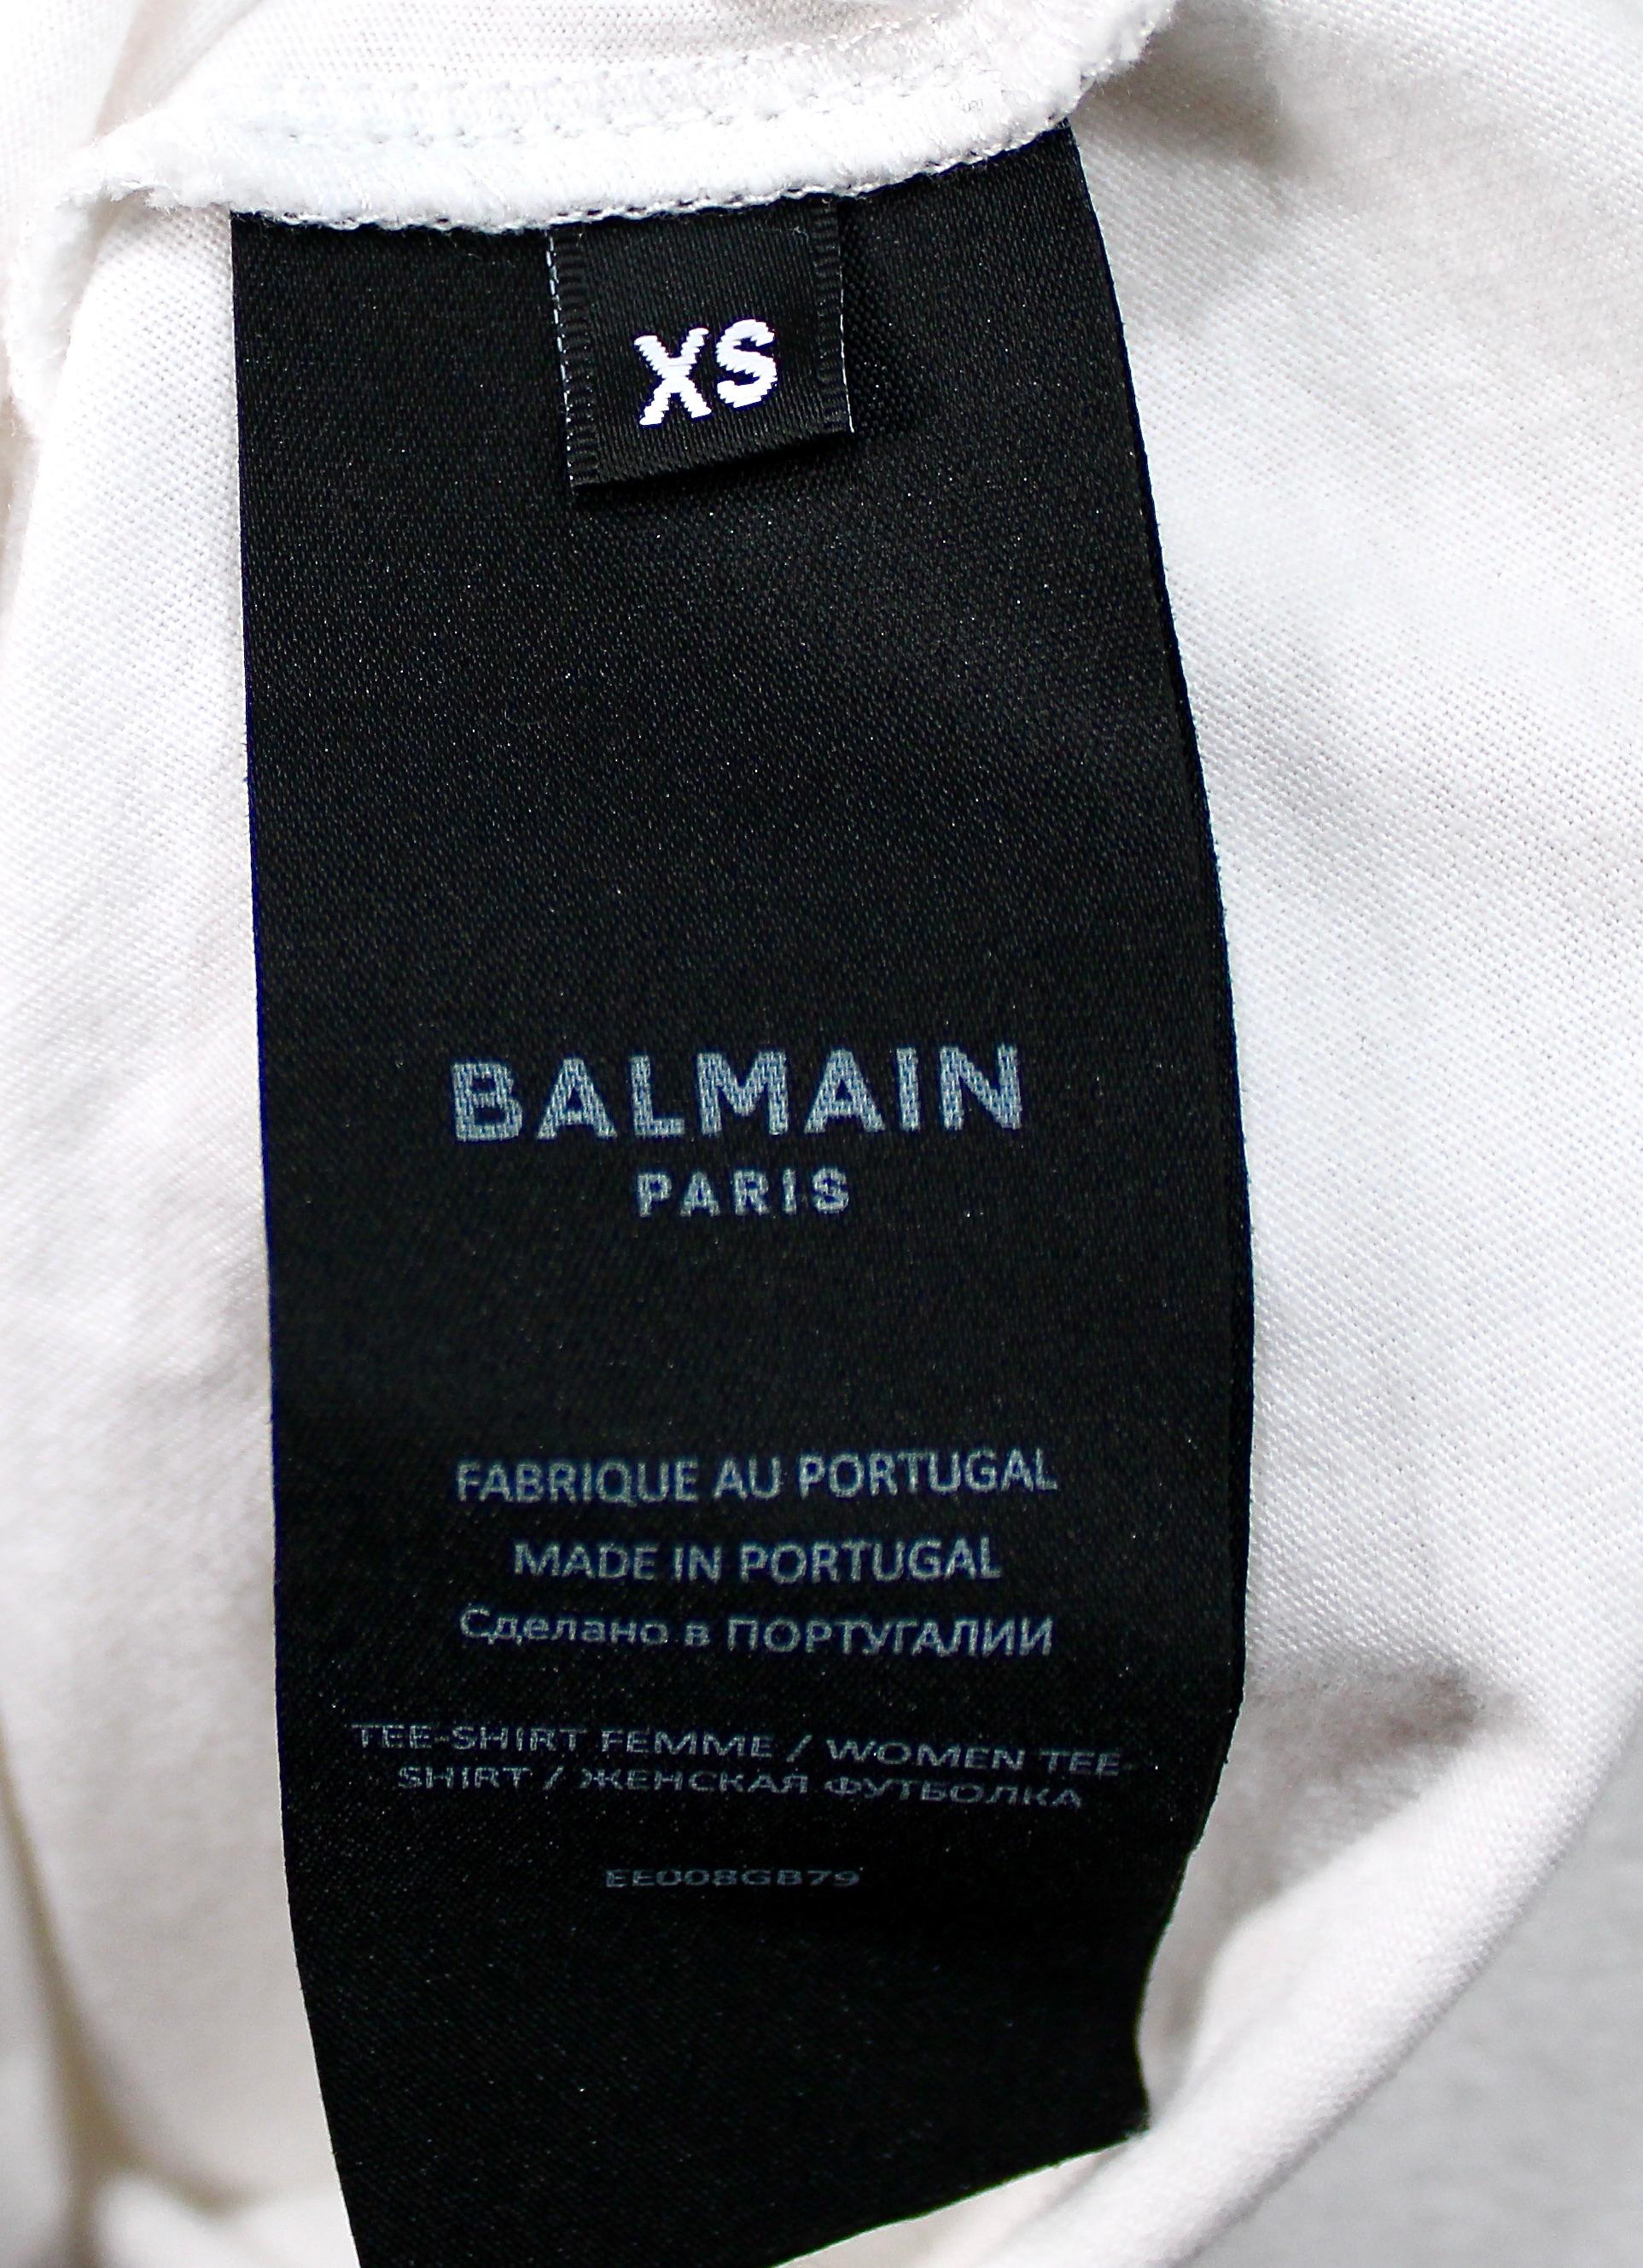 XS
BALMAIN
PARIS
FABRIQUE AU PORTUGAL
MADE IN PORTUGAL
Сделано в ПОРТУГАЛИИ
TEE-SHIRT FEMME / WOMEN TEE-
SHIRT / ЖЕНСКАЯ ФУТБОЛКА
EE008GB79